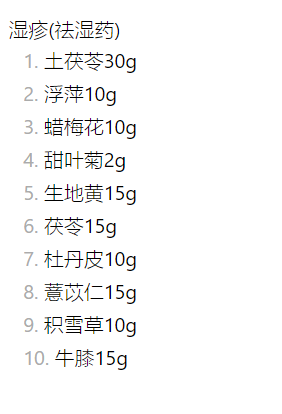 湿疹(祛湿药)
1. 土茯苓30g
2. 浮萍10g
3. 蜡梅花10g
4. 甜叶菊2g
5. 生地黄15g
6. 茯苓15g
7. 杜丹皮10g
8. 薏苡仁15g
9. 积雪草10g
10. 牛膝15g